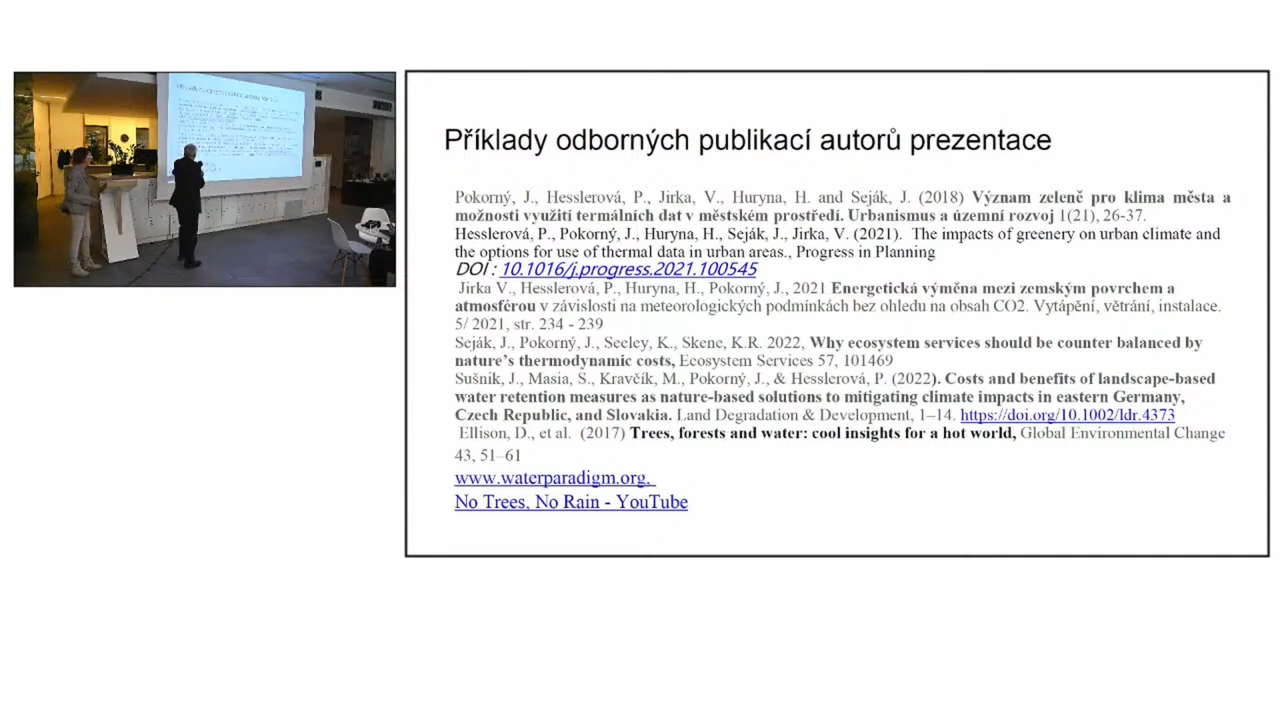 Příklady odborných publikací autorů prezentace
Pokorný, J., Hesslerová, P., Jirka, V., Huryna, H. and Seják, J. (2018) Význam zeleně pro klima města a
možnosti využití termálních dat v městském prostředí. Urbanismus a územní rozvoj 1(21), 26-37.
Hesslerová, P., Pokorný, J., Huryna, H., Seják, J., Jirka, V. (2021). The impacts of greenery on urban climate and
the options for use of thermal data in urban areas., Progress in Planning
DOI : 10.1016/j.progress.2021.100545
Jirka V., Hesslerová, P., Huryna, H., Pokorný, J., 2021 Energetická výměna mezi zemským povrchem a
atmosférou v závislosti na meteorologických podmínkách bez ohledu na obsah CO2. Vytápění, větrání, instalace.
5/ 2021, str. 234 - 239
Seják, J., Pokorný, J., Seeley, K., Skene, K.R. 2022, Why ecosystem services should be counter balanced by
nature's thermodynamic costs, Ecosystem Services 57, 101469
Sušnik, J., Masia, S., Kravčík, M., Pokorný, J., & Hesslerová, P. (2022). Costs and benefits of landscape-based
water retention measures as nature-based solutions to mitigating climate impacts in eastern Germany,
Czech Republic, and Slovakia. Land Degradation & Development, 1–14. https://doi.org/10.1002/ldr.4373
Ellison, D., et al. (2017) Trees, forests and water: cool insights for a hot world, Global Environmental Change
43, 51–61
www.waterparadigm.org.
No Trees, No Rain - YouTube